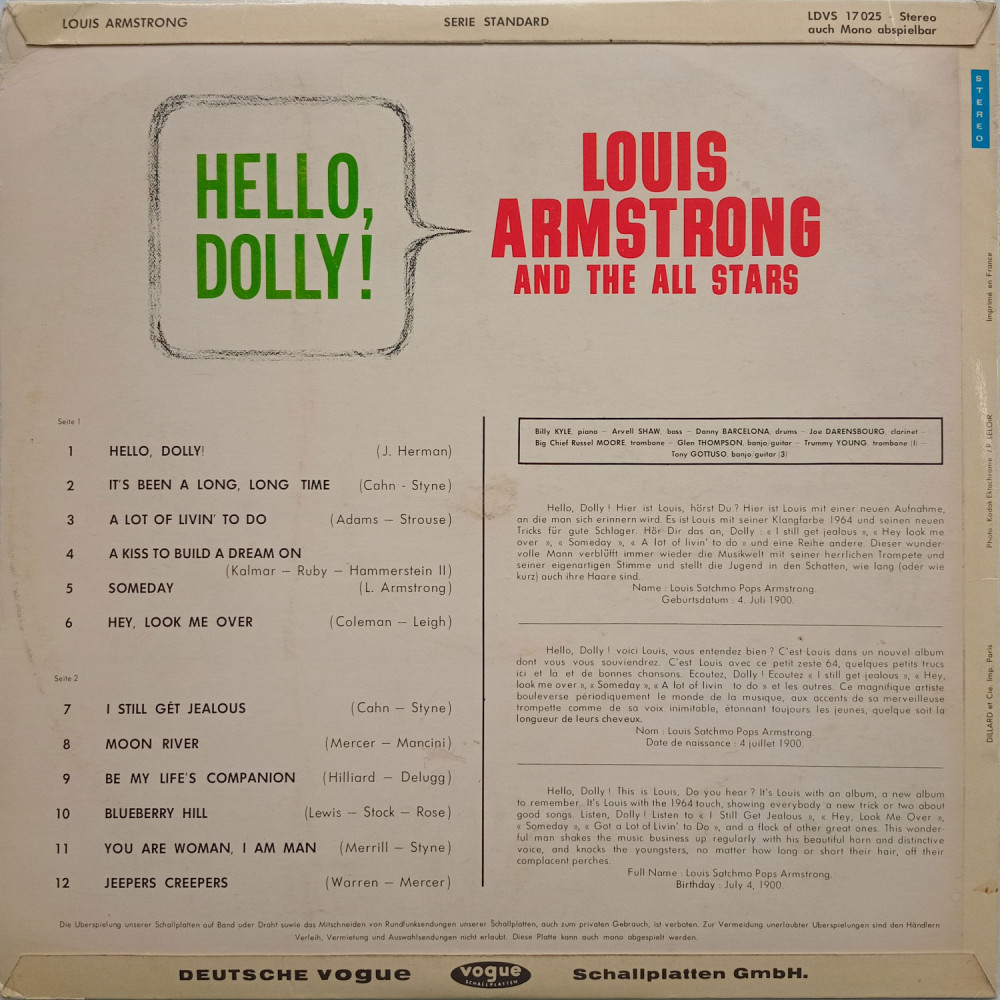 LOUIS ARMSTRONG
SERIE STANDARD
LDVS 17 025 - Stereo
auch Mono abspielbar
STEREO
HELLO,
DOLLY!
LOUIS
ARMSTRONG
AND THE ALL STARS
Seite 1
1 HELLO, DOLLY! (J. Herman)
2 IT'S BEEN A LONG, LONG TIME (Cahn - Styne)
3 A LOT OF LIVIN' TO DO (Adams – Strouse)
4 A KISS TO BUILD A DREAM ON
(Kalmar – Ruby – Hammerstein II)
5 SOMEDAY (L. Armstrong)
6 HEY, LOOK ME OVER (Coleman – Leigh)
Seite 2
7 I STILL GÉT JEALOUS (Cahn – Styne)
8 MOON RIVER (Mercer – Mancini)
9 BE MY LIFE'S COMPANION (Hilliard – Delugg)
10 BLUEBERRY HILL (Lewis – Stock – Rose)
11 YOU ARE WOMAN, I AM MAN (Merrill – Styne)
12 JEEPERS CREEPERS (Warren – Mercer)
Billy KYLE, piano – Arvell SHAW, bass – Danny BARCELONA, drums – Joe DARENSBOURG, clarinet –
Big Chief Russel MOORE, trombone – Glen THOMPSON, banjo/guitar – Trummy YOUNG, trombone (1) –
Tony GOTTUSO, banjo/guitar (3)
Hello, Dolly ! Hier ist Louis, hörst Du ? Hier ist Louis mit einer neuen Aufnahme,
an die man sich erinnern wird. Es ist Louis mit seiner Klangfarbe 1964 und seinen neuen
Tricks für gute Schlager. Hör Dir das an, Dolly : « I still get jealous », « Hey look me
over », « Someday », « A lot of livin' to do » und eine Reihe andere. Dieser wunder-
volle Mann verblüfft immer wieder die Musikwelt mit seiner herrlichen Trompete und
seiner eigenartigen Stimme und stellt die Jugend in den Schatten, wie lang (oder wie
kurz) auch ihre Haare sind.
Name : Louis Satchmo Pops Armstrong.
Geburtsdatum : 4. Juli 1900.
Hello, Dolly ! voici Louis, vous entendez bien ? C'est Louis dans un nouvel album
dont vous vous souviendrez. C'est Louis avec ce petit zeste 64, quelques petits trucs
ici et là et de bonnes chansons. Ecoutez, Dolly ! Ecoutez « I still get jealous », « Hey,
look me over », « Someday », « A lot of livin to do » et les autres. Ce magnifique artiste
bouleverse périodiquement le monde de la musique, aux accents de sa merveilleuse
trompette comme de sa voix inimitable, étonnant toujours les jeunes, quelque soit la
longueur de leurs cheveux.
Nom : Louis Satchmo Pops Armstrong.
Date de naissance : 4 juillet 1900.
Hello, Dolly ! This is Louis, Do you hear ? It's Louis with an album, a new album
to remember. It's Louis with the 1964 touch, showing everybody a new trick or two about
good songs. Listen, Dolly ! Listen to « I Still Get Jealous », « Hey, Look Me Over »,
« Someday », « Got a Lot of Livin' to Do », and a flock of other great ones. This wonder-
ful man shakes the music business up regularly with his beautiful horn and distinctive
voice, and knocks the youngsters, no matter how long or short their hair, off their
complacent perches.
Full Name : Louis Satchmo Pops Armstrong.
Birthday : July 4, 1900.
Imprimé en France
Photo : Kodak Ektachrome J.P. LELOIR
DILLARD et Cie. Imp. Paris
Die Uberspielung unserer Schallplatten auf Band oder Draht sowie das Mitschneiden von Rundfunksendungen unserer Schallplatten, auch zum privaten Gebrauch, ist verboten. Zur Vermeidung unerlaubter Uberspielungen sind den Händlern
Verleih, Vermietung und Auswahlsendungen nicht erlaubt. Diese Platte kann auch mono abgespielt werden.
DEUTSCHE VOGUE
vogue
SCHALLPLATTEN
Schallplatten GmbH.